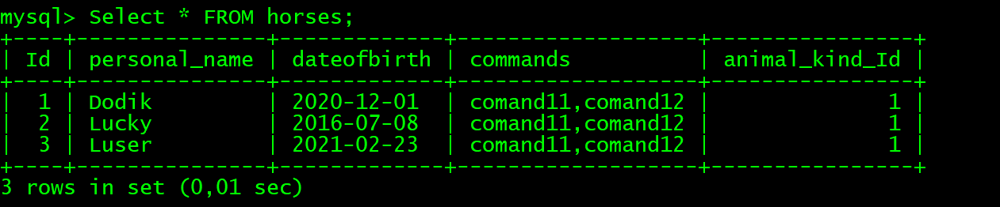 mysql> Select * FROM horses;
+----+---------------+-------------+-------------------+----------------+
| Id | personal_name | dateofbirth | commands          | animal_kind_Id |
+----+---------------+-------------+-------------------+----------------+
|  1 | Dodik         | 2020-12-01  | comand11,comand12 |              1 |
|  2 | Lucky         | 2016-07-08  | comand11,comand12 |              1 |
|  3 | Luser         | 2021-02-23  | comand11,comand12 |              1 |
+----+---------------+-------------+-------------------+----------------+
3 rows in set (0,01 sec)